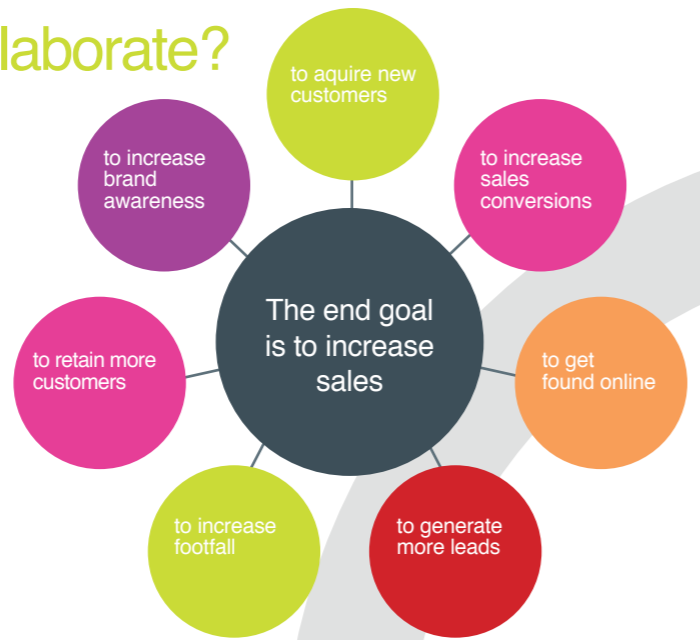 laborate?
to aquire new
customers
to increase
brand
awareness
to increase
sales
conversions
The end goal
is to increase
sales
to retain more
customers
to get
found online
to increase
footfall
to generate
more leads